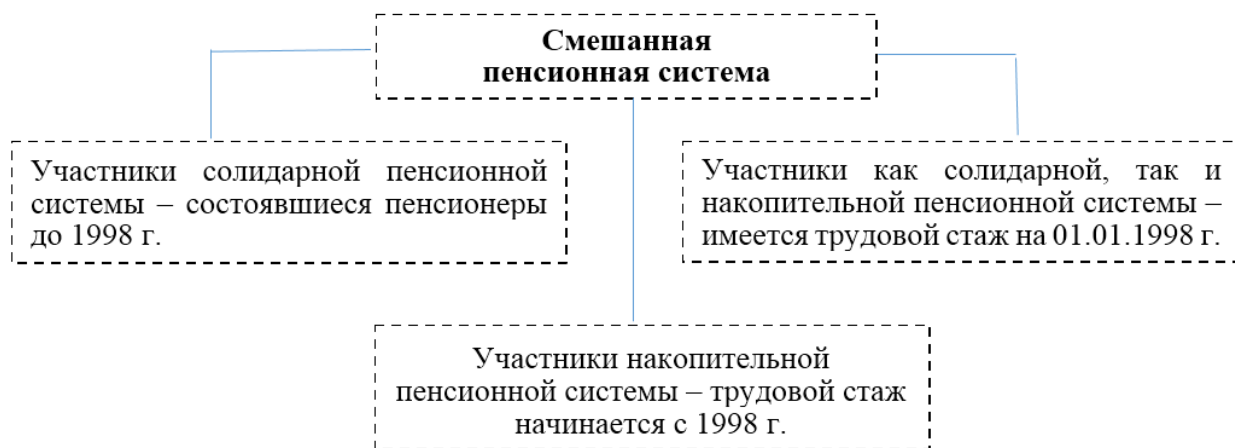 Смешанная
пенсионная система
Участники солидарной пенсионной
системы – состоявшиеся пенсионеры
до 1998 г.
Участники как солидарной, так и
накопительной пенсионной системы –
имеется трудовой стаж на 01.01.1998 г.
Участники накопительной
пенсионной системы – трудовой стаж
начинается с 1998 г.